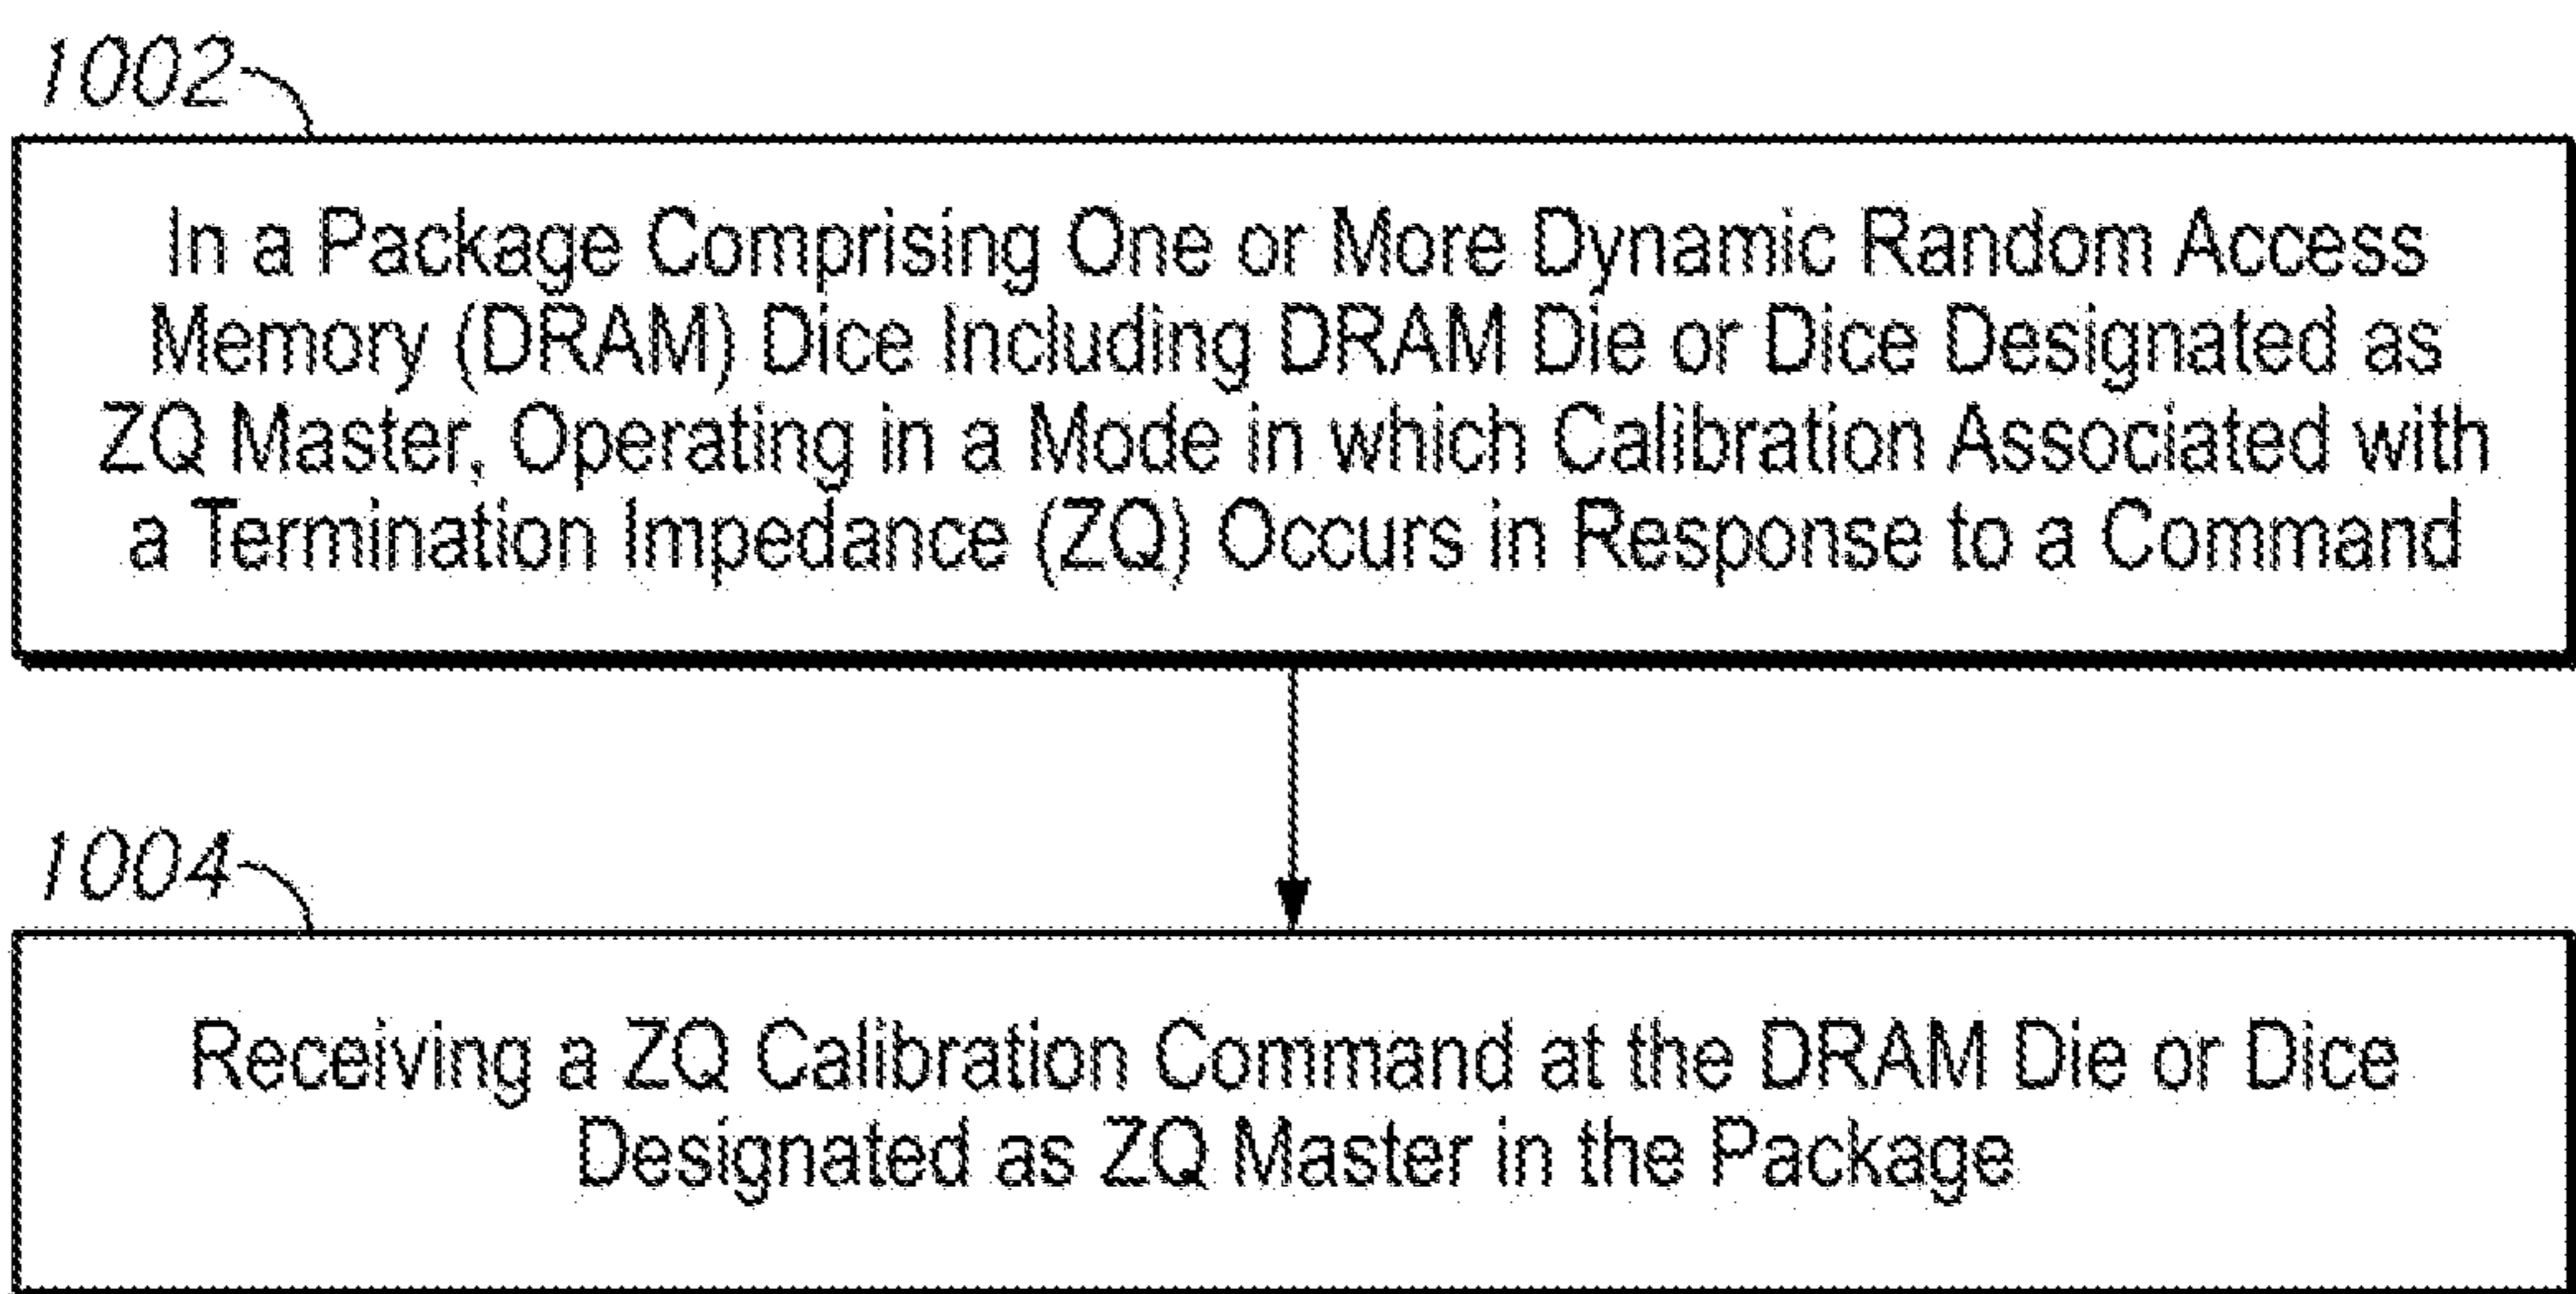 1002
In a Package Comprising One or More Dynamic Random Access
Memory (DRAM) Dice Including DRAM Die or Dice Designated as
ZQ Master, Operating in a Mode in which Calibration Associated with
a Termination Impedance (ZQ) Occurs in Response to a Command
1004
Receiving a ZQ Calibration Command at the DRAM Die or Dice
Designated as ZQ Master in the Package